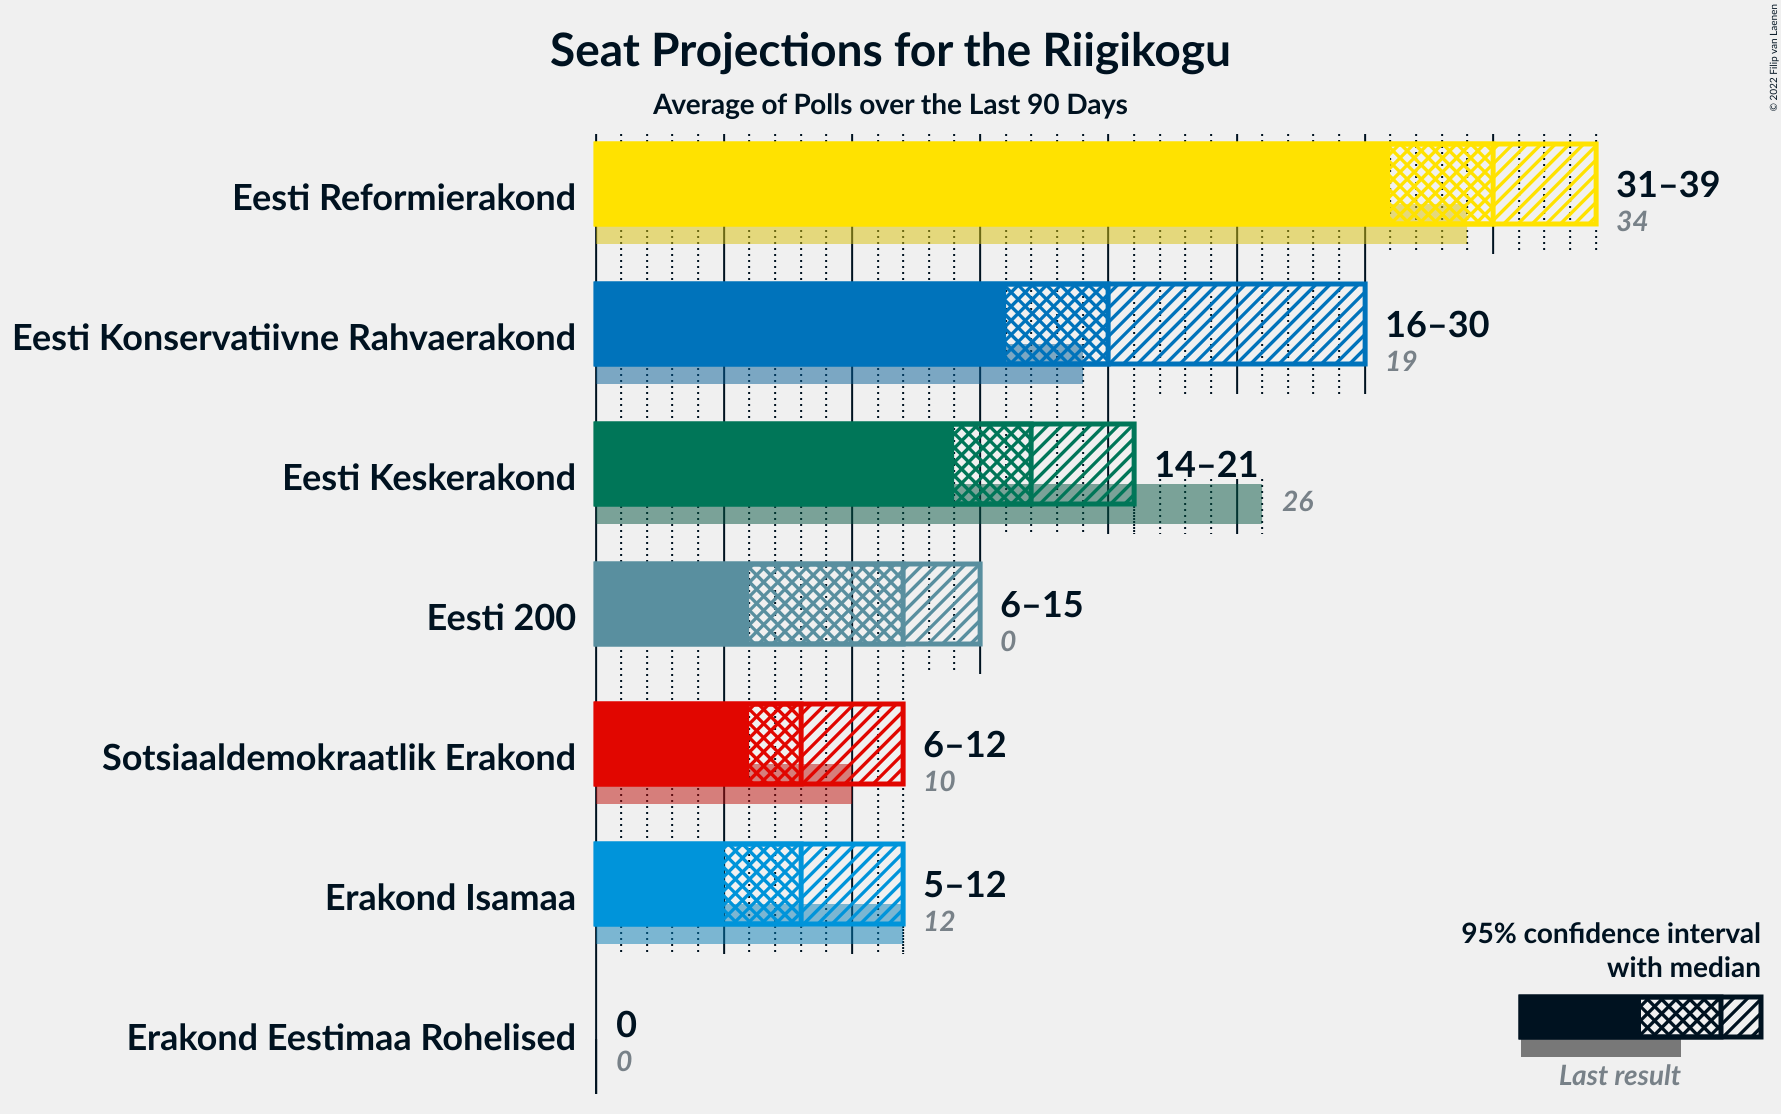 Seat Projections for the Riigikogu
Average of Polls over the Last 90 Days
© 2022 Filip van Laenen
Eesti Reformierakond
31–39
34
Eesti Konservatiivne Rahvaerakond
16–30
19
Eesti Keskerakond
14–21
26
Eesti 200
6–15
0
Sotsiaaldemokraatlik Erakond
6–12
10
Erakond Isamaa
5–12
12
Erakond Eestimaa Rohelised
0
0
95% confidence interval
with median
Last result